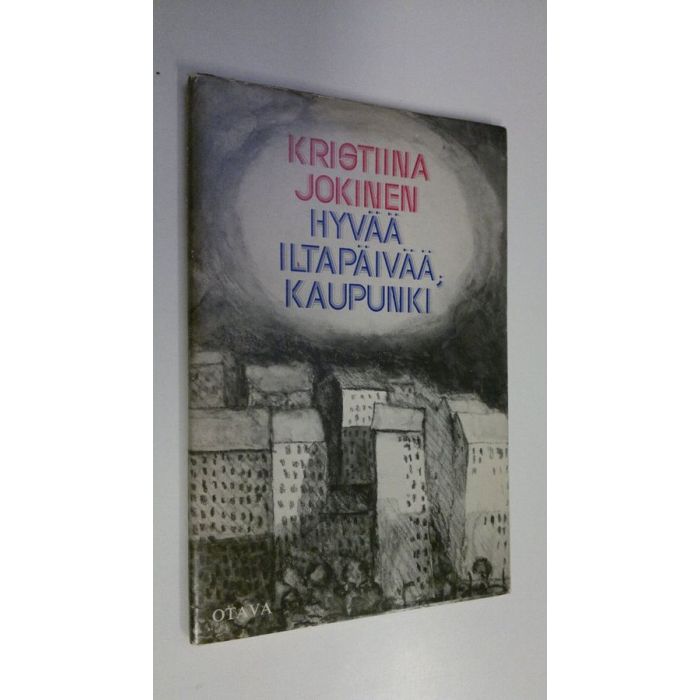 KRISTIINA
JOKINEN
HYVÄÄ
ILTAPÄIVÄÄ,
KAUPUNKI
OTAVA